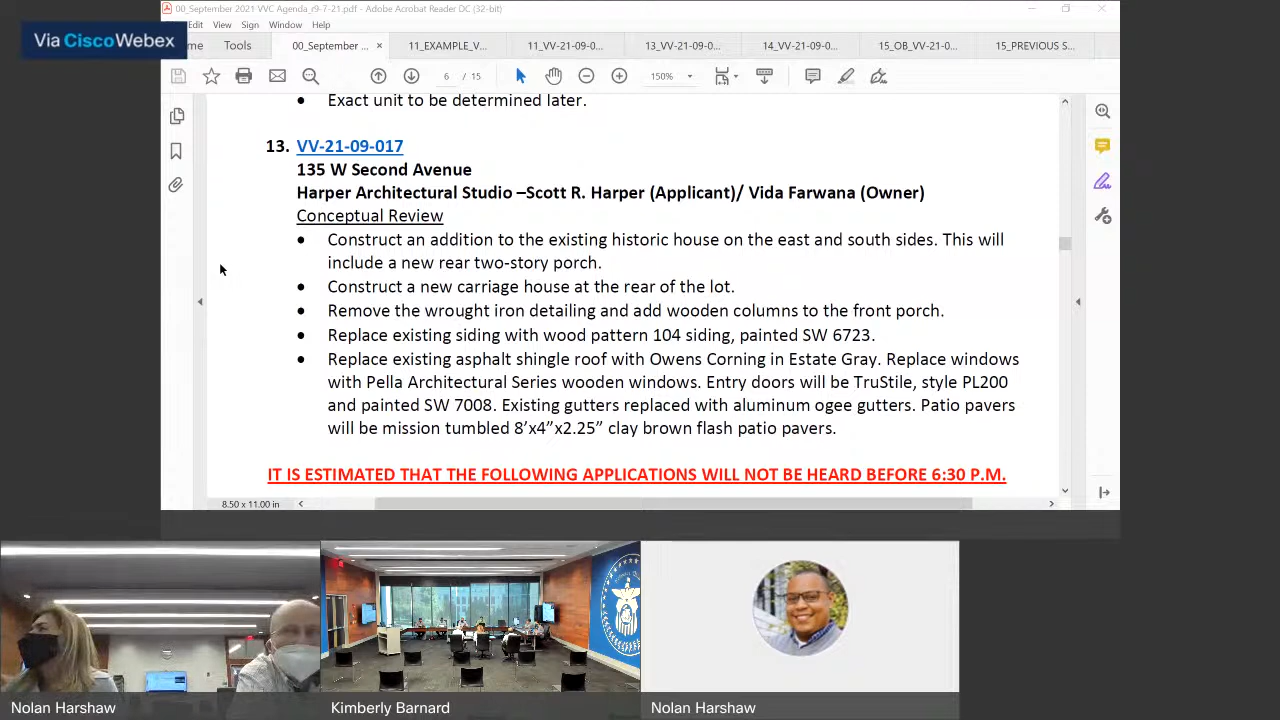 00_September 2021 VVC Agenda_r9-7-21.pdf - Adobe Acrobat Reader DC (32-bit)
Edit View Sign Window Help
Via CiscoWebex
me Tools 00_September ... × 11_EXAMPLE_V... 11_VV-21-09-0... 13_VV-21-09-0... 14_VV-21-09-0... 15_OB_VV-21-0... 15_PREVIOUS S...
6 / 15 150%
• Exact unit to be determined later.
13. VV-21-09-017
135 W Second Avenue
Harper Architectural Studio –Scott R. Harper (Applicant)/ Vida Farwana (Owner)
Conceptual Review
• Construct an addition to the existing historic house on the east and south sides. This will
include a new rear two-story porch.
• Construct a new carriage house at the rear of the lot.
• Remove the wrought iron detailing and add wooden columns to the front porch.
• Replace existing siding with wood pattern 104 siding, painted SW 6723.
• Replace existing asphalt shingle roof with Owens Corning in Estate Gray. Replace windows
with Pella Architectural Series wooden windows. Entry doors will be TruStile, style PL200
and painted SW 7008. Existing gutters replaced with aluminum ogee gutters. Patio pavers
will be mission tumbled 8’x4”x2.25” clay brown flash patio pavers.
IT IS ESTIMATED THAT THE FOLLOWING APPLICATIONS WILL NOT BE HEARD BEFORE 6:30 P.M.
8.50 x 11.00 in
Nolan Harshaw
Kimberly Barnard
Nolan Harshaw